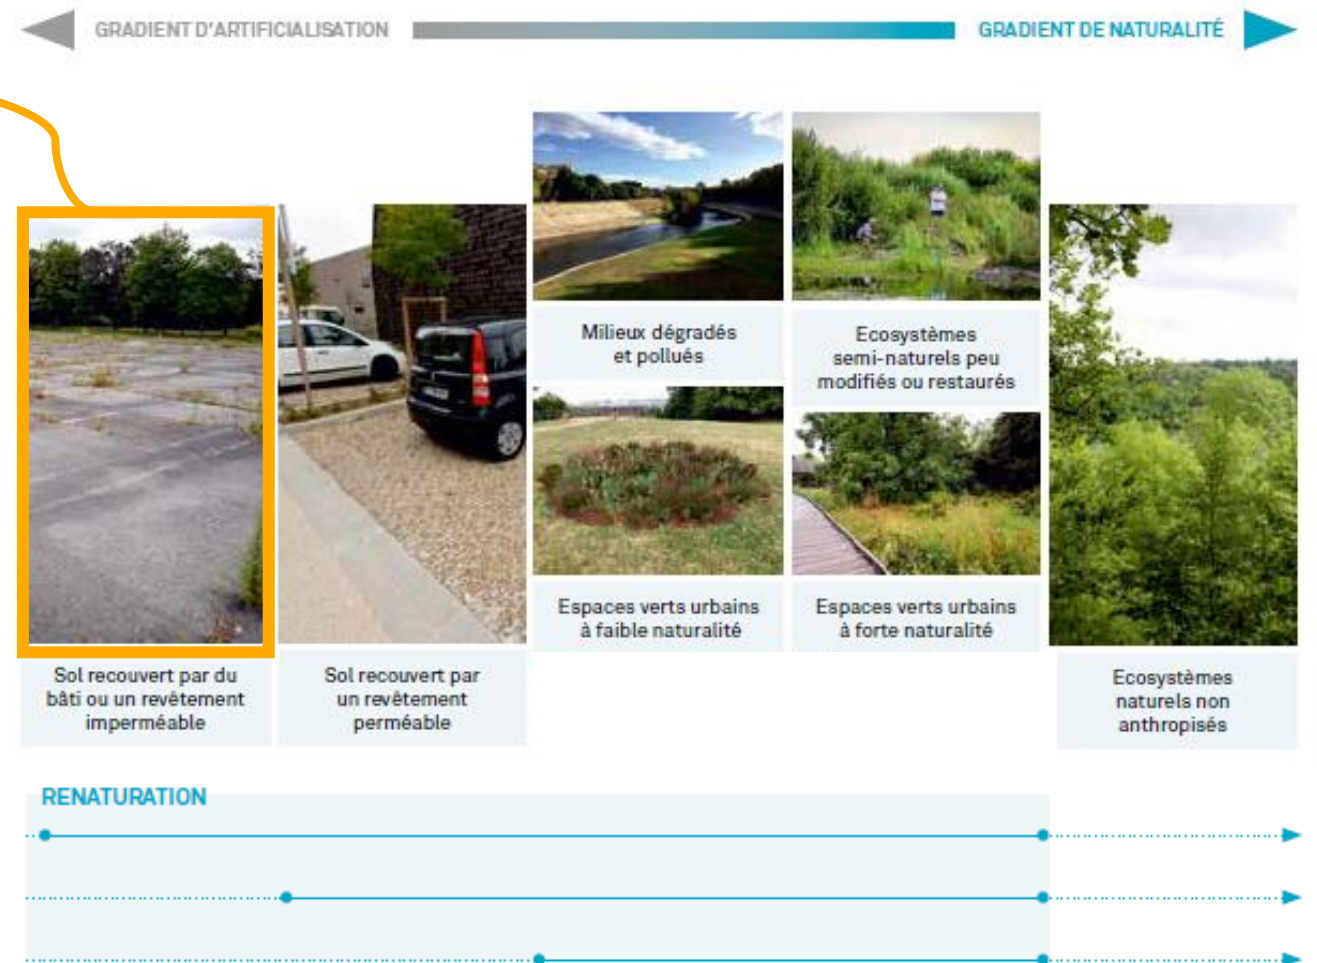 GRADIENT D'ARTIFICIALISATION
GRADIENT DE NATURALITÉ
Milieux dégradés
et pollués
Ecosystèmes
semi-naturels peu
modifiés ou restaurés
Espaces verts urbains
à faible naturalité
Espaces verts urbains
à forte naturalité
Sol recouvert par du
bâti ou un revêtement
imperméable
Sol recouvert par
un revêtement
perméable
Ecosystèmes
naturels non
anthropisés
RENATURATION